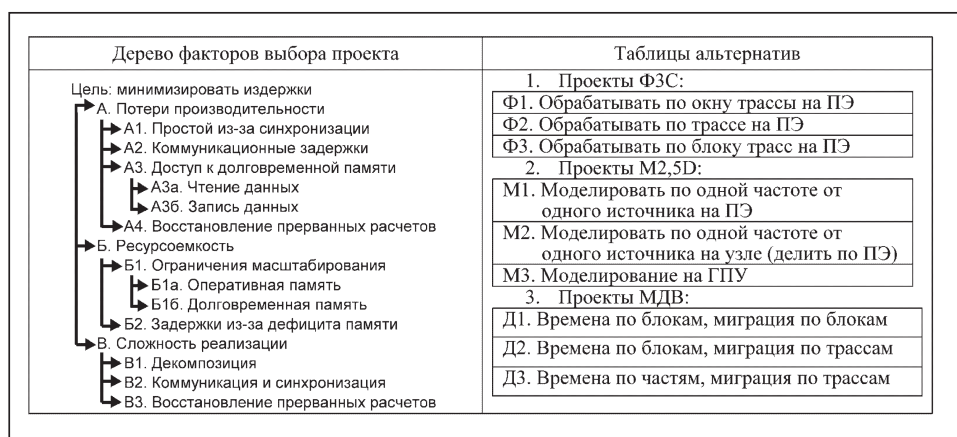 Дерево факторов выбора проекта
Цель: минимизировать издержки
А. Потери производительности
А1. Простой из-за синхронизации
А2. Коммуникационные задержки
А3. Доступ к долговременной памяти
А3а. Чтение данных
А3б. Запись данных
А4. Восстановление прерванных расчетов
Б. Ресурсоемкость
Б1. Ограничения масштабирования
Б1а. Оперативная память
Б1б. Долговременная память
Б2. Задержки из-за дефицита памяти
В. Сложность реализации
В1. Декомпозиция
В2. Коммуникация и синхронизация
В3. Восстановление прерванных расчетов
Таблицы альтернатив
1. Проекты ФЗС:
Ф1. Обрабатывать по окну трассы на ПЭ
Ф2. Обрабатывать по трассе на ПЭ
Ф3. Обрабатывать по блоку трасс на ПЭ
2. Проекты М2,5D:
М1. Моделировать по одной частоте от
одного источника на ПЭ
М2. Моделировать по одной частоте от
одного источника на узле (делить по ПЭ)
М3. Моделирование на ГПУ
3. Проекты МДВ:
Д1. Времена по блокам, миграция по блокам
Д2. Времена по блокам, миграция по трассам
Д3. Времена по частям, миграция по трассам